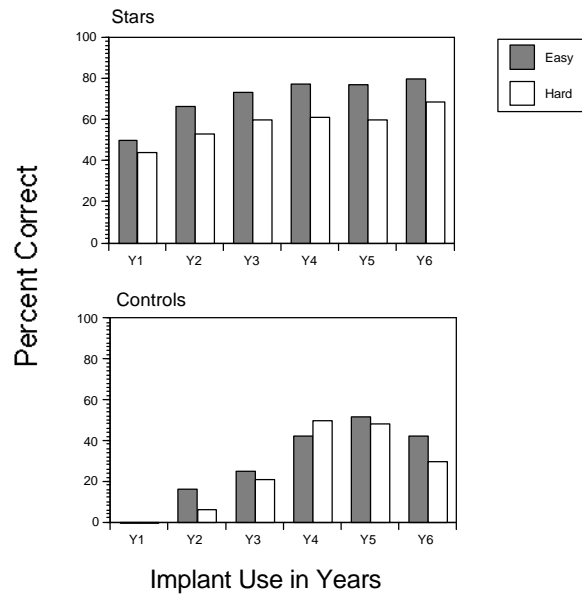 Stars
Easy
Hard
100
80
60
40
20
0
Y1 Y2 Y3 Y4 Y5 Y6
Percent Correct
Controls
100
80
60
40
20
0
Y1 Y2 Y3 Y4 Y5 Y6
Implant Use in Years